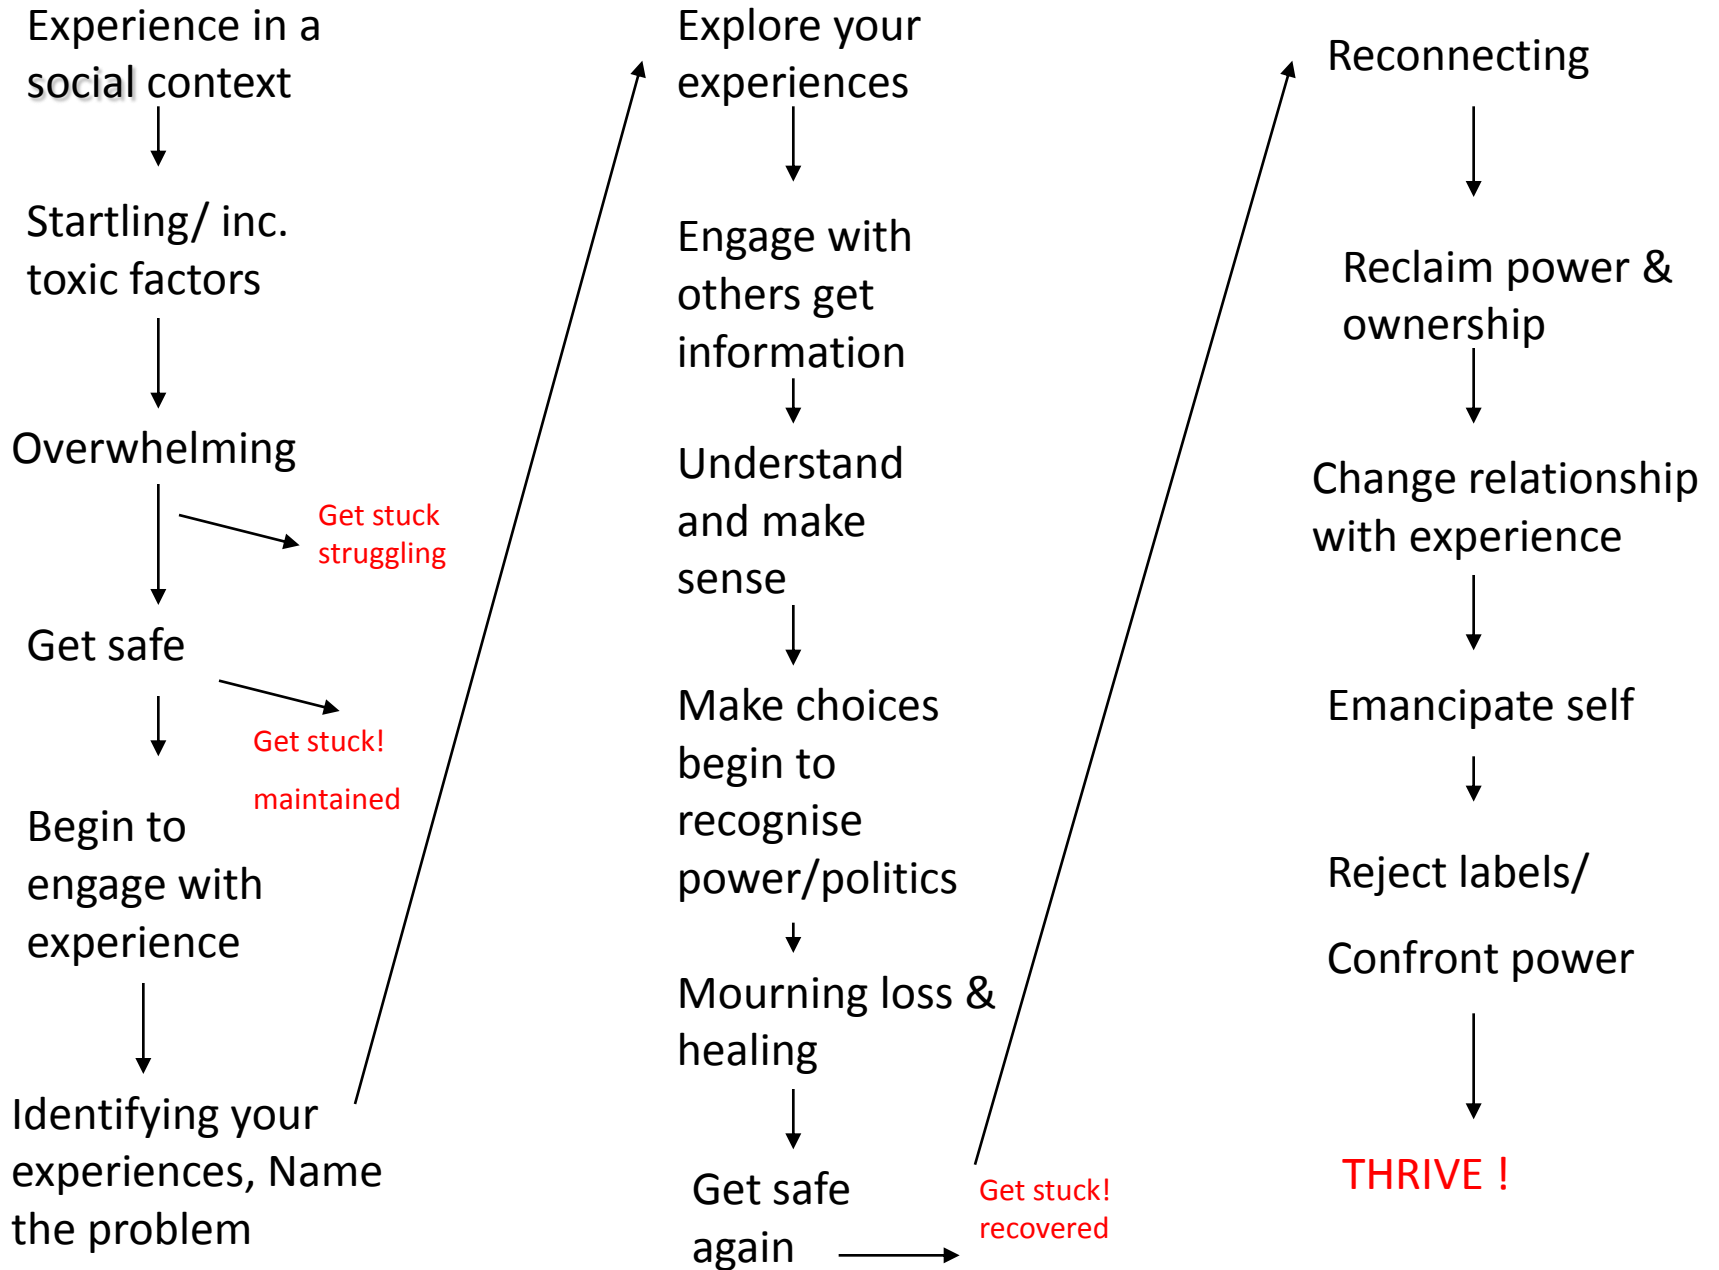 Experience in a
social context
Startling/ inc.
toxic factors
Overwhelming
Get stuck
struggling
Get safe
Get stuck!
maintained
Begin to
engage with
experience
Identifying your
experiences, Name
the problem
Explore your
experiences
Engage with
others get
information
Understand
and make
sense
Make choices
begin to
recognise
power/politics
Mourning loss &
healing
Get safe
again
Get stuck!
recovered
Reconnecting
Reclaim power &
ownership
Change relationship
with experience
Emancipate self
Reject labels/
Confront power
THRIVE !